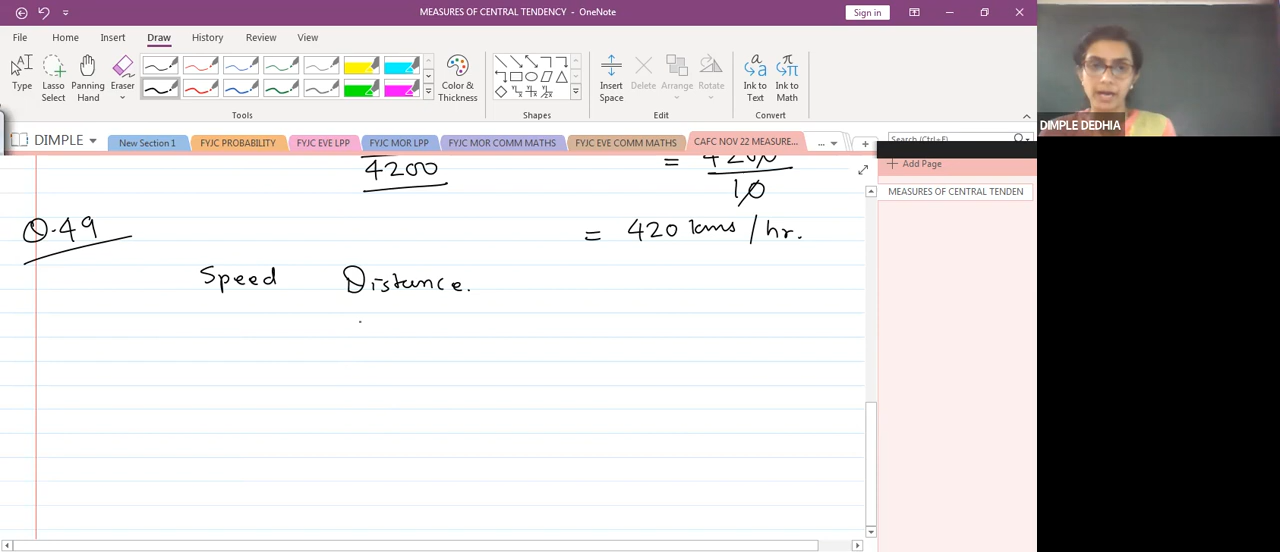 MEASURES OF CENTRAL TENDENCY - OneNote
Sign in
File Home Insert Draw History Review View
Type
Lasso Select
Panning Hand
Eraser
Color & Thickness
Insert Space
Delete
Arrange
Rotate
Ink to Text
Ink to Math
Tools
Shapes
Edit
Convert
DIMPLE DEDHIA
DIMPLE
New Section 1
FYJC PROBABILITY
FYJC EVE LPP
FYJC MOR LPP
FYJC MOR COMM MATHS
FYJC EVE COMM MATHS
CAFC NOV 22 MEASURE...
Search (Ctrl+E)
Add Page
MEASURES OF CENTRAL TENDEN
4200
= 4200
10
Q.49
= 420 kms / hr.
Speed Distance.